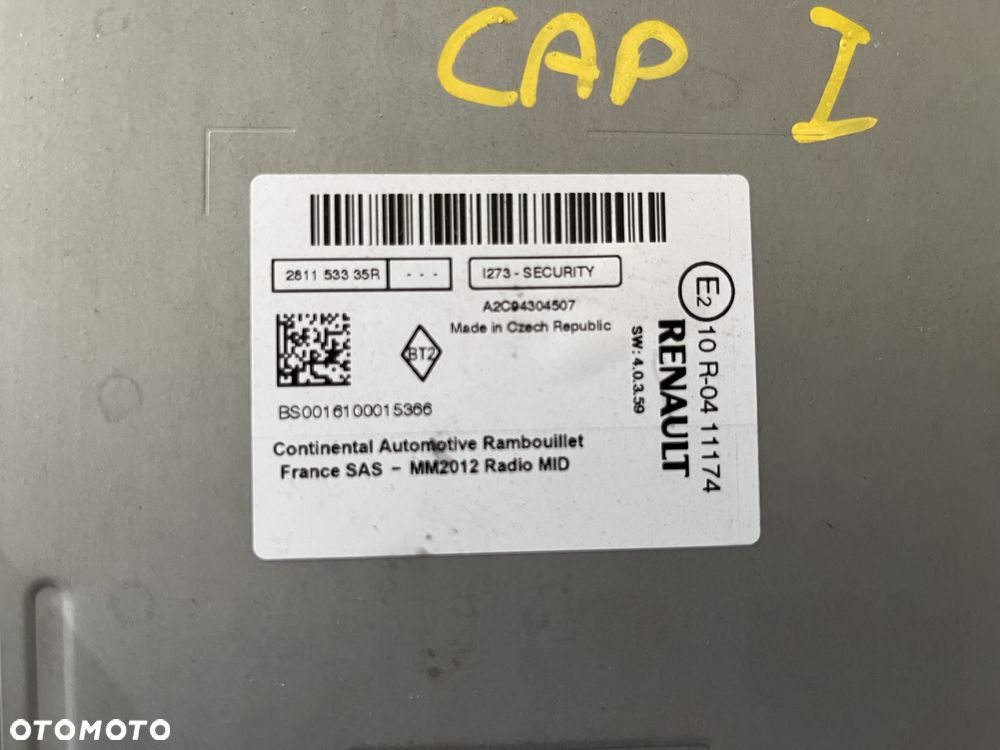 CAP I
2811 533 35R - - -
I273 - SECURITY
A2C94304507
Made in Czech Republic
BT2
BS0016100015366
Continental Automotive Rambouillet
France SAS - MM2012 Radio MID
SW: 4.0.3.59
RENAULT
E2 10 R-04 11174
OTOMOTO